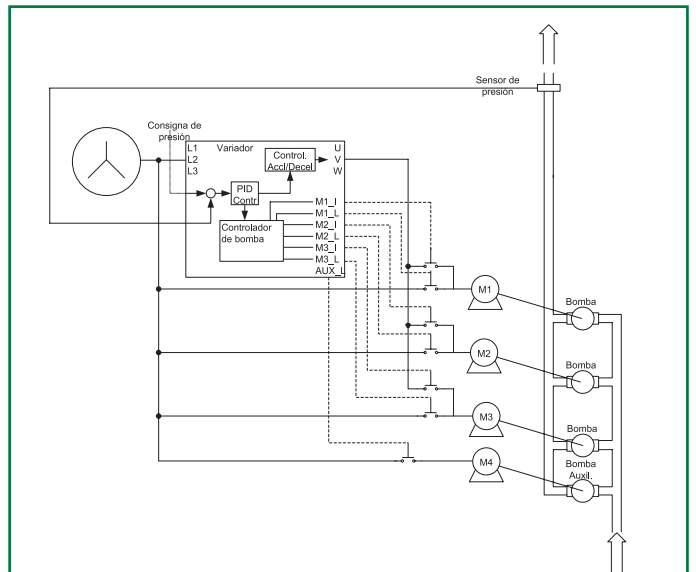 Sensor de
presión
Consigna de
presión
L1
L2
L3
Variador
U
V
W
Control.
Accl/Decel
PID
Contr
Controlador
de bomba
M1_I
M1_L
M2_I
M2_L
M3_I
M3_L
AUX_L
M1
Bomba
M2
Bomba
M3
Bomba
M4
Bomba
Auxil.